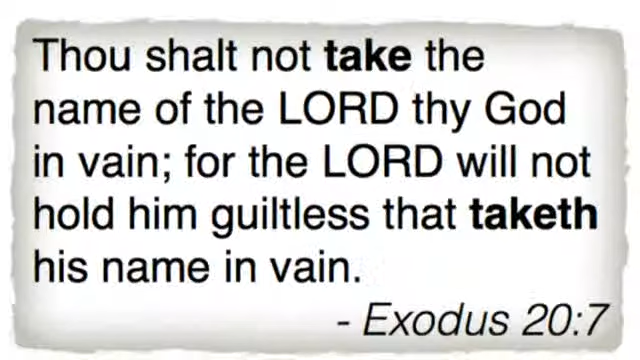 Thou shalt not take the
name of the LORD thy God
in vain; for the LORD will not
hold him guiltless that taketh
his name in vain.
- Exodus 20:7